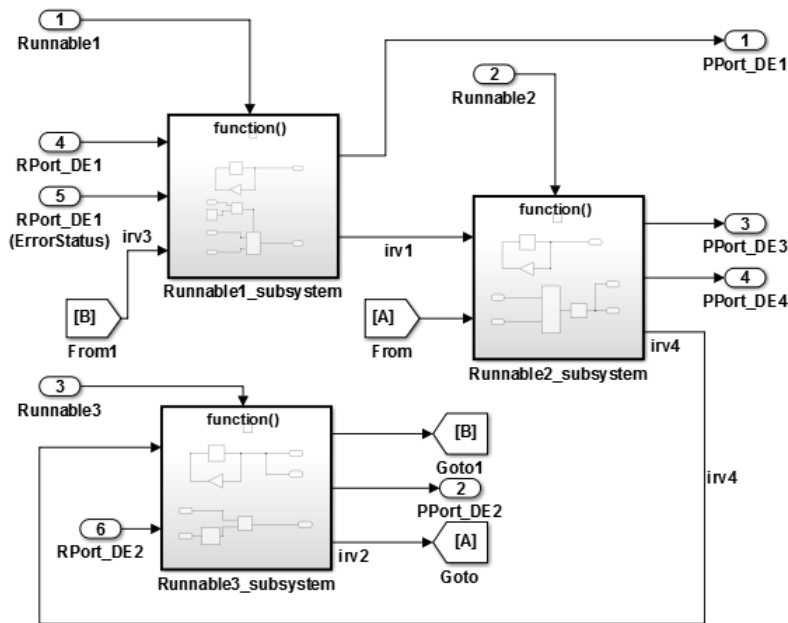 1
Runnable1
1
PPort_DE1
2
Runnable2
function()
4
RPort_DE1
5
RPort_DE1
(ErrorStatus)
irv3
irv1
Runnable1_subsystem
[B]
From1
function()
3
PPort_DE3
4
PPort_DE4
[A]
From
irv4
Runnable2_subsystem
3
Runnable3
function()
[B]
Goto1
irv4
2
PPort_DE2
6
RPort_DE2
[A]
irv2
Goto
Runnable3_subsystem